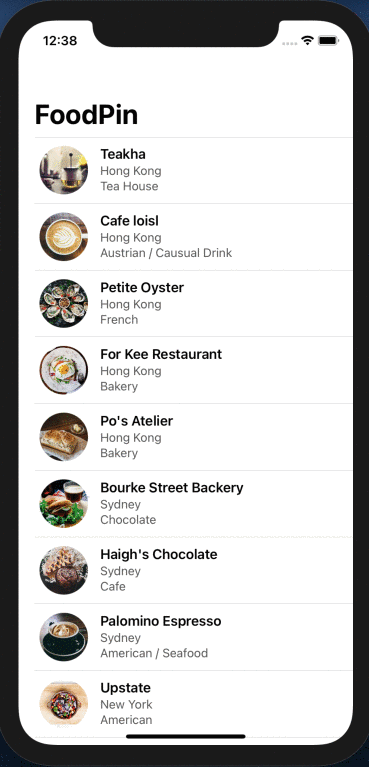 12:38
FoodPin
Teakha
Hong Kong
Tea House
Cafe loisl
Hong Kong
Austrian / Causual Drink
Petite Oyster
Hong Kong
French
For Kee Restaurant
Hong Kong
Bakery
Po's Atelier
Hong Kong
Bakery
Bourke Street Backery
Sydney
Chocolate
Haigh's Chocolate
Sydney
Cafe
Palomino Espresso
Sydney
American / Seafood
Upstate
New York
American